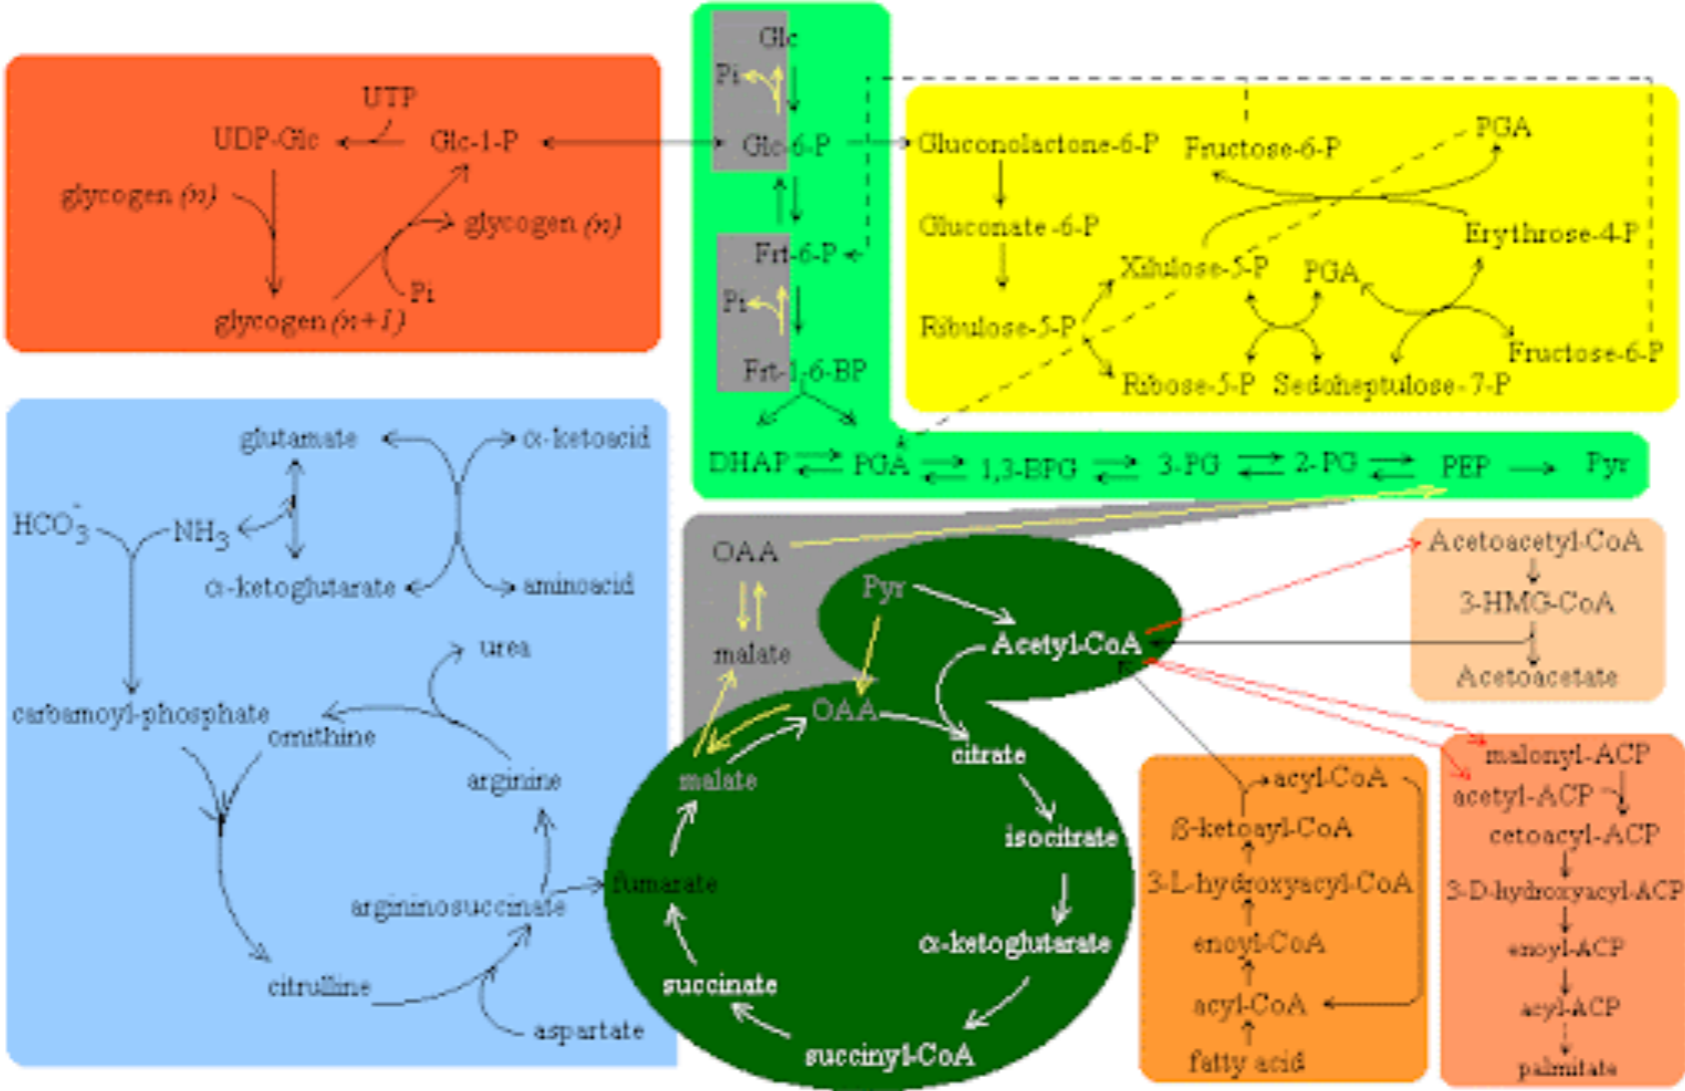 UTP
UDP-Glc
Glc-1-P
glycogen (n)
glycogen (n)
Pi
glycogen (n+1)
Glc
Pi
Glc-6-P
Frt-6-P
Pi
Frt-1-6-BP
DHAP
PGA
1,3-BPG
3-PG
2-PG
PEP
Pyr
Gluconolactone-6-P
Fructose-6-P
PGA
Gluconate-6-P
Erythrose-4-P
Xilulose-5-P
PGA
Ribulose-5-P
Fructose-6-P
Ribose-5-P
Sedoheptulose-7-P
glutamate
α-ketoacid
HCO3-
NH3
α-ketoglutarate
aminoacid
urea
carbamoyl-phosphate
ornithine
arginine
argininosuccinate
citrulline
aspartate
OAA
malate
Pyr
Acetyl-CoA
OAA
citrate
malate
isocitrate
fumarate
α-ketoglutarate
succinate
succinyl-CoA
Acetoacetyl-CoA
3-HMG-CoA
Acetoacetate
acyl-CoA
ß-ketoayl-CoA
3-L-hydroxyacyl-CoA
enoyl-CoA
acyl-CoA
fatty acid
malonyl-ACP
acetyl-ACP
cetoacyl-ACP
3-D-hydroxyacyl-ACP
enoyl-ACP
acyl-ACP
palmitate